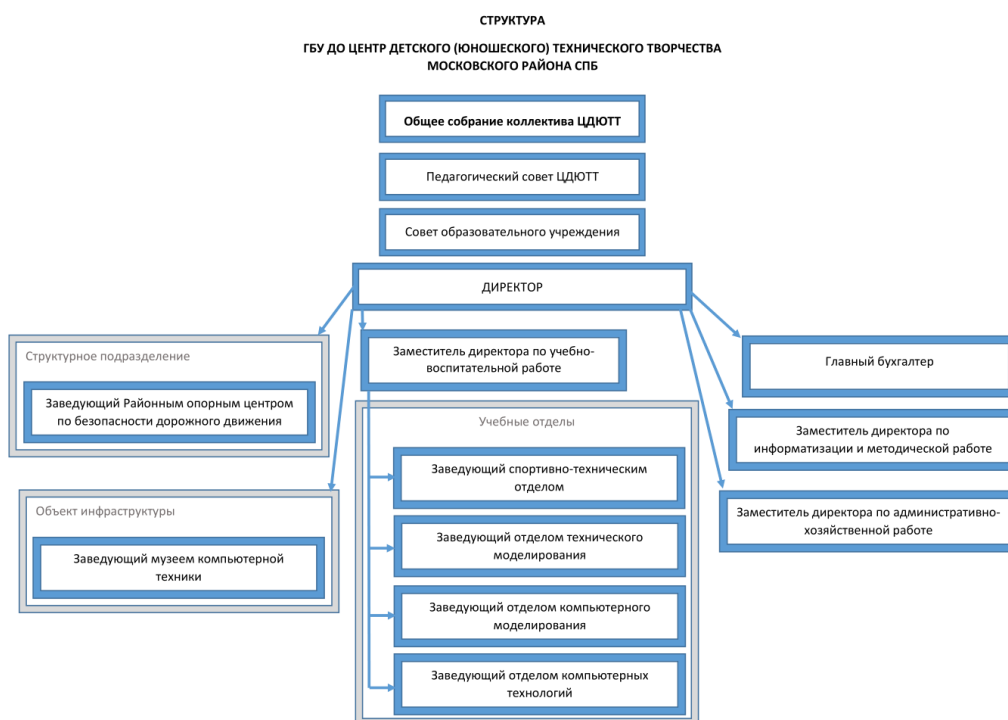 СТРУКТУРА
ГБУ ДО ЦЕНТР ДЕТСКОГО (ЮНОШЕСКОГО) ТЕХНИЧЕСКОГО ТВОРЧЕСТВА
МОСКОВСКОГО РАЙОНА СПБ
Общее собрание коллектива ЦДЮТТ
Педагогический совет ЦДЮТТ
Совет образовательного учреждения
ДИРЕКТОР
Структурное подразделение
Заведующий Районным опорным центром
по безопасности дорожного движения
Объект инфраструктуры
Заведующий музеем компьютерной
техники
Заместитель директора по учебно-
воспитательной работе
Учебные отделы
Заведующий спортивно-техническим
отделом
Заведующий отделом технического
моделирования
Заведующий отделом компьютерного
моделирования
Заведующий отделом компьютерных
технологий
Главный бухгалтер
Заместитель директора по
информатизации и методической работе
Заместитель директора по административно-
хозяйственной работе